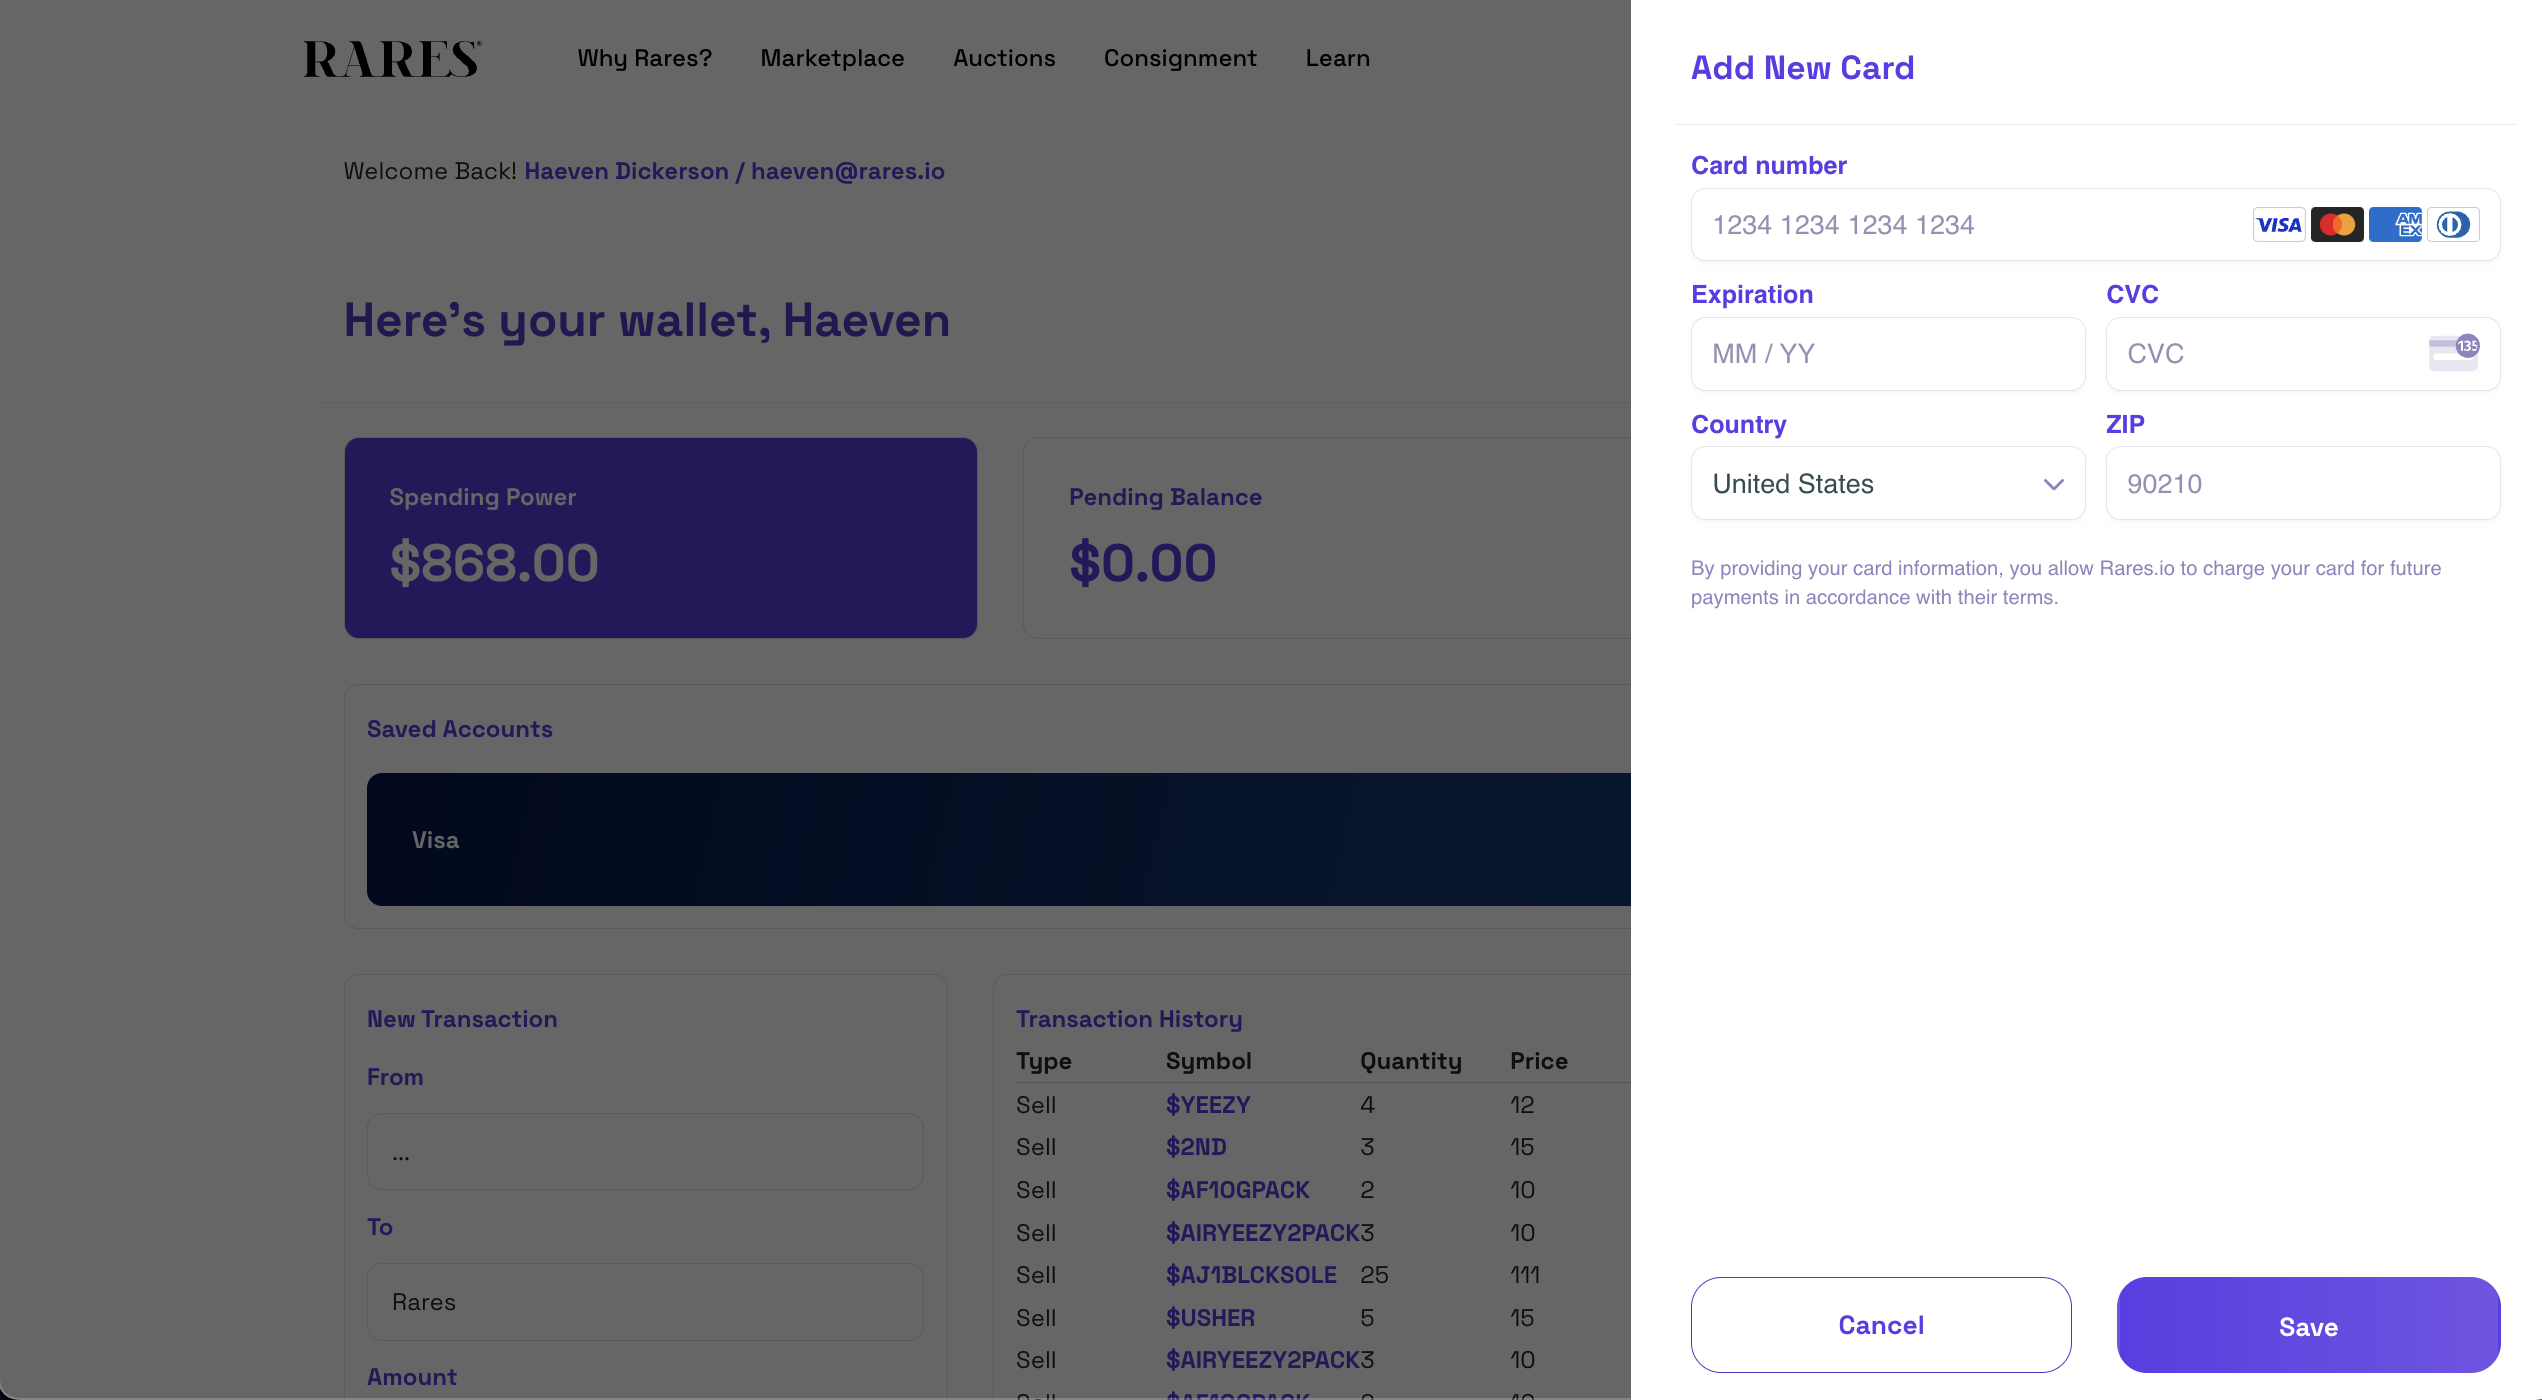 RARES®
Why Rares? Marketplace Auctions Consignment Learn
Welcome Back! Haeven Dickerson / haeven@rares.io
Here's your wallet, Haeven
Spending Power
$868.00
Pending Balance
$0.00
Saved Accounts
Visa
New Transaction
From
...
To
Rares
Amount
Transaction History
Type Symbol Quantity Price
Sell $YEEZY 4 12
Sell $2ND 3 15
Sell $AF1OGPACK 2 10
Sell $AIRYEEZY2PACK3 10
Sell $AJ1BLCKSOLE 25 111
Sell $USHER 5 15
Sell $AIRYEEZY2PACK3 10
Add New Card
Card number
1234 1234 1234 1234 VISA AMEX
Expiration CVC
MM / YY CVC 135
Country ZIP
United States 90210
By providing your card information, you allow Rares.io to charge your card for future
payments in accordance with their terms.
Cancel Save